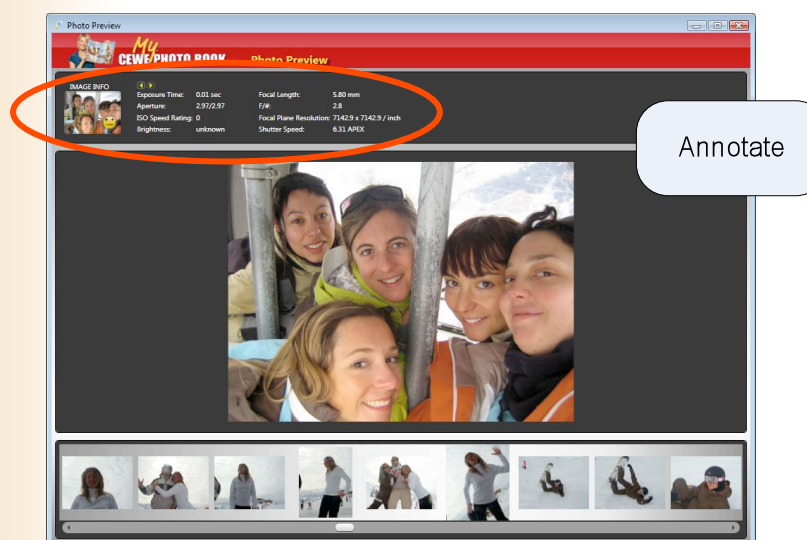 Photo Preview
My
CEWE PHOTO BOOK Photo Preview
IMAGE INFO
Exposure Time: 0.01 sec Focal Length: 5.80 mm
Aperture: 2.97/2.97 F/#: 2.8
ISO Speed Rating: 0 Focal Plane Resolution: 7142.9 x 7142.9 / inch
Brightness: unknown Shutter Speed: 6.31 APEX
Annotate